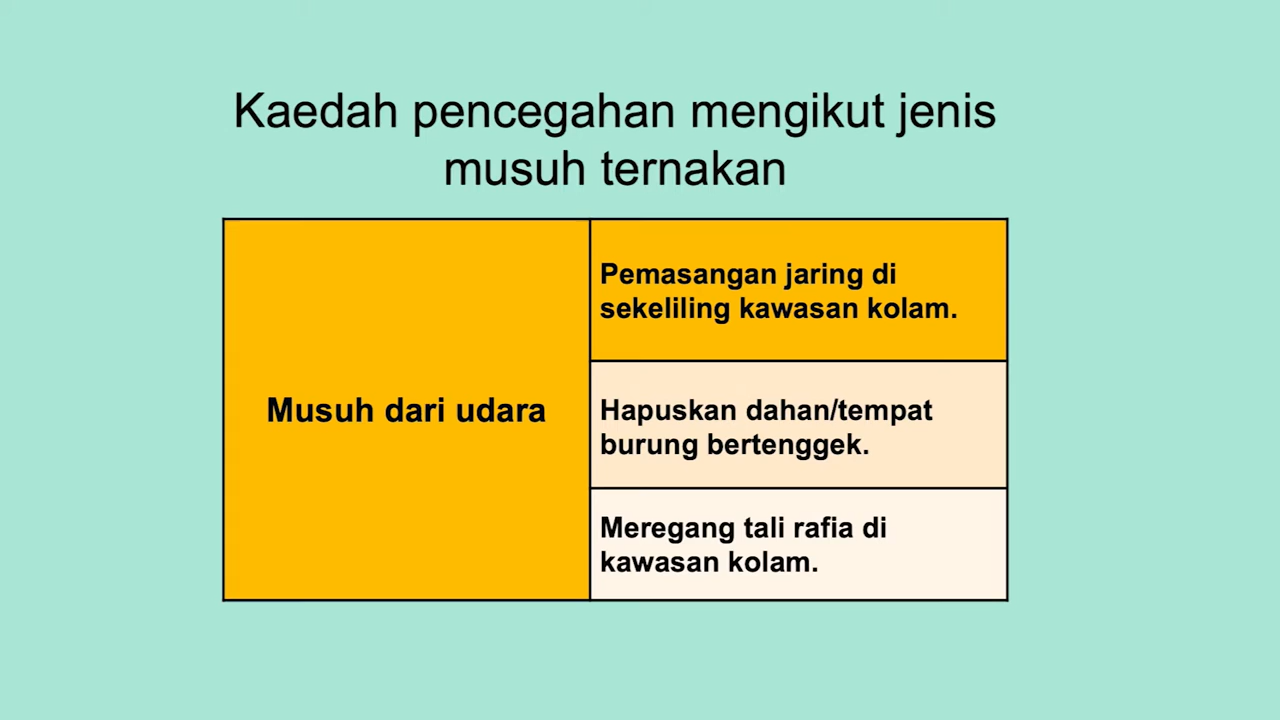 Kaedah pencegahan mengikut jenis
musuh ternakan
Musuh dari udara
Pemasangan jaring di
sekeliling kawasan kolam.
Hapuskan dahan/tempat
burung bertenggek.
Meregang tali rafia di
kawasan kolam.